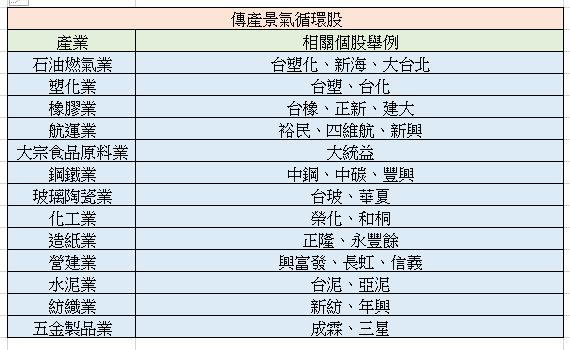 傳產景氣循環股
產業 相關個股舉例
石油燃氣業 台塑化、新海、大台北
塑化業 台塑、台化
橡膠業 台橡、正新、建大
航運業 裕民、四維航、新興
大宗食品原料業 大統益
鋼鐵業 中鋼、中碳、豐興
玻璃陶瓷業 台玻、華夏
化工業 榮化、和桐
造紙業 正隆、永豐餘
營建業 興富發、長虹、信義
水泥業 台泥、亞泥
紡織業 新紡、年興
五金製品業 成霖、三星